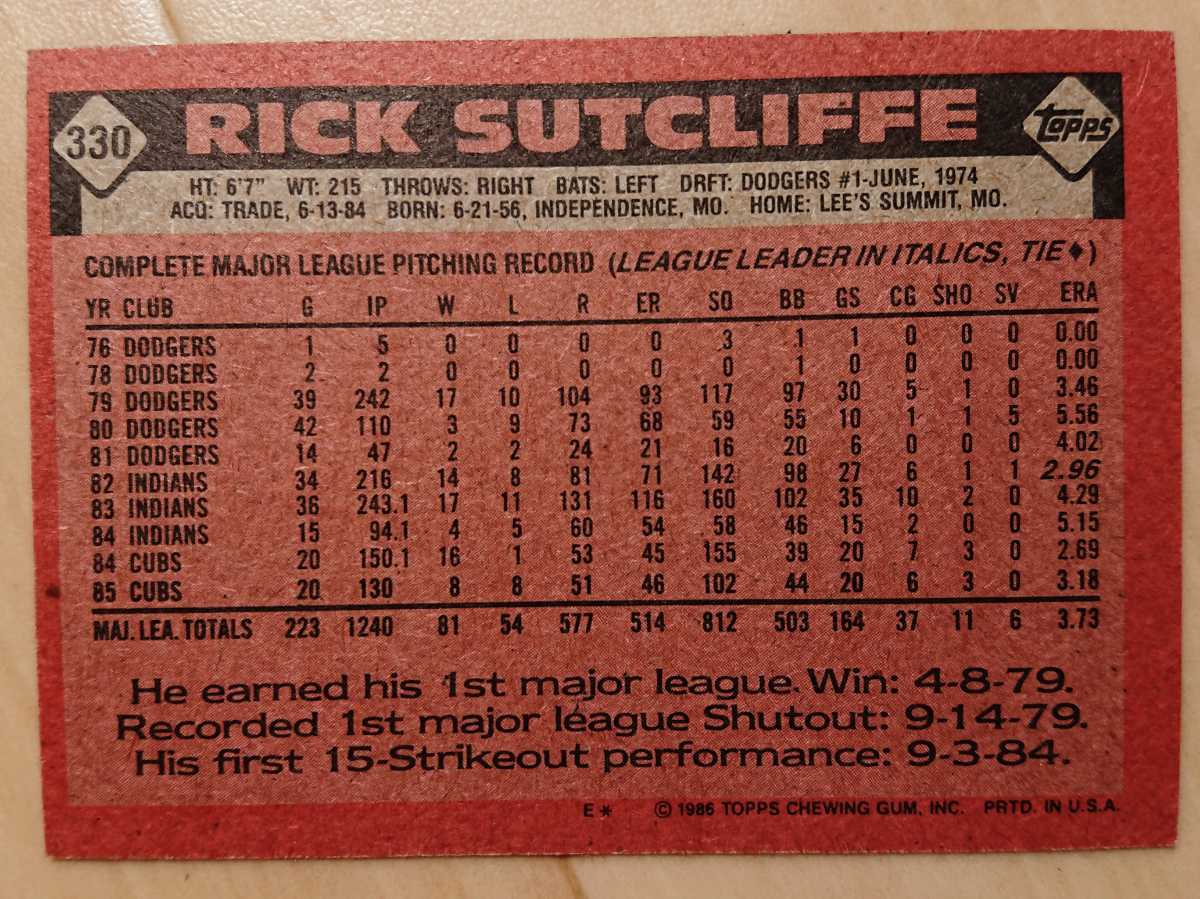 330 RICK SUTCLIFFE topps
HT: 6'7" WT: 215 THROWS: RIGHT BATS: LEFT DRFT: DODGERS #1-JUNE, 1974
ACQ: TRADE, 6-13-84 BORN: 6-21-56, INDEPENDENCE, MO. HOME: LEE'S SUMMIT, MO.
COMPLETE MAJOR LEAGUE PITCHING RECORD (LEAGUE LEADER IN ITALICS, TIE♦)
YR CLUB G IP W L R ER SO BB GS CG SHO SV ERA
76 DODGERS 1 5 0 0 0 0 3 1 1 0 0 0 0.00
78 DODGERS 2 2 0 0 0 0 0 1 0 0 0 0 0.00
79 DODGERS 39 242 17 10 104 93 117 97 30 5 1 0 3.46
80 DODGERS 42 110 3 9 73 68 59 55 10 1 1 5 5.56
81 DODGERS 14 47 2 2 24 21 16 20 6 0 0 0 4.02
82 INDIANS 34 216 14 8 81 71 142 98 27 6 1 1 2.96
83 INDIANS 36 243.1 17 11 131 116 160 102 35 10 2 0 4.29
84 INDIANS 15 94.1 4 5 60 54 58 46 15 2 0 0 5.15
84 CUBS 20 150.1 16 1 53 45 155 39 20 7 3 0 2.69
85 CUBS 20 130 8 8 51 46 102 44 20 6 3 0 3.18
MAJ. LEA. TOTALS 223 1240 81 54 577 514 812 503 164 37 11 6 3.73
He earned his 1st major league Win: 4-8-79.
Recorded 1st major league Shutout: 9-14-79.
His first 15-Strikeout performance: 9-3-84.
E* © 1986 TOPPS CHEWING GUM, INC. PRTD. IN U.S.A.